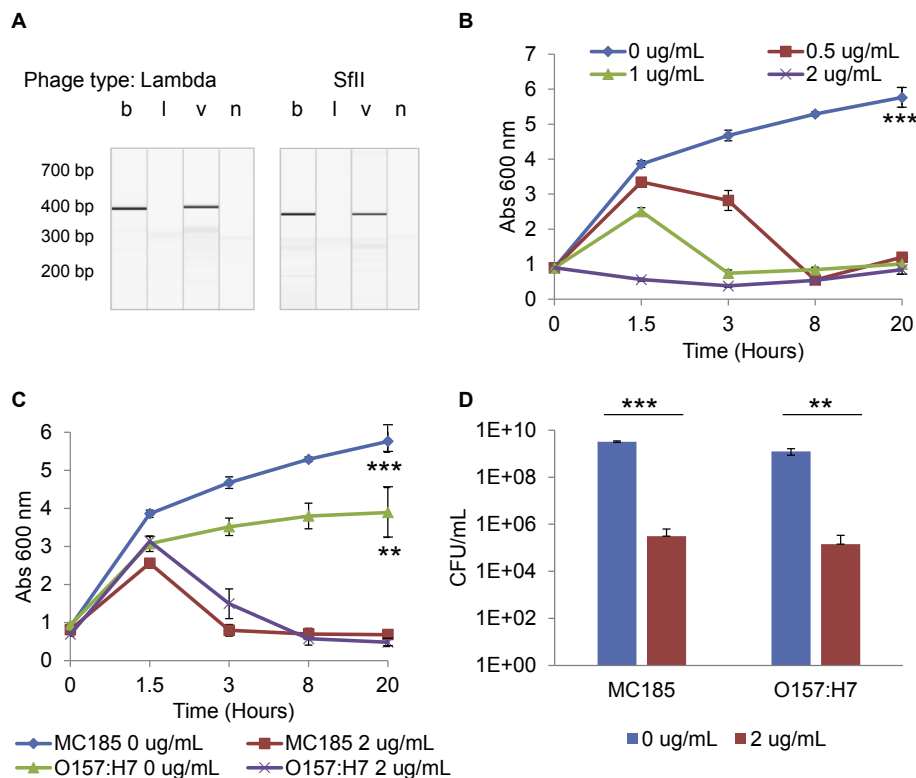 A
Phage type: Lambda
SfII
b l v n
b l v n
700 bp
400 bp
300 bp
200 bp
B
0 ug/mL
0.5 ug/mL
1 ug/mL
2 ug/mL
7
6
5
4
3
2
1
0
Abs 600 nm
***
0 1.5 3 8 20
Time (Hours)
C
6
5
4
3
2
1
0
Abs 600 nm
***
**
0 1.5 3 8 20
Time (Hours)
MC185 0 ug/mL
MC185 2 ug/mL
O157:H7 0 ug/mL
O157:H7 2 ug/mL
D
***
**
1E+10
1E+08
1E+06
1E+04
1E+02
1E+00
CFU/mL
MC185
O157:H7
0 ug/mL
2 ug/mL